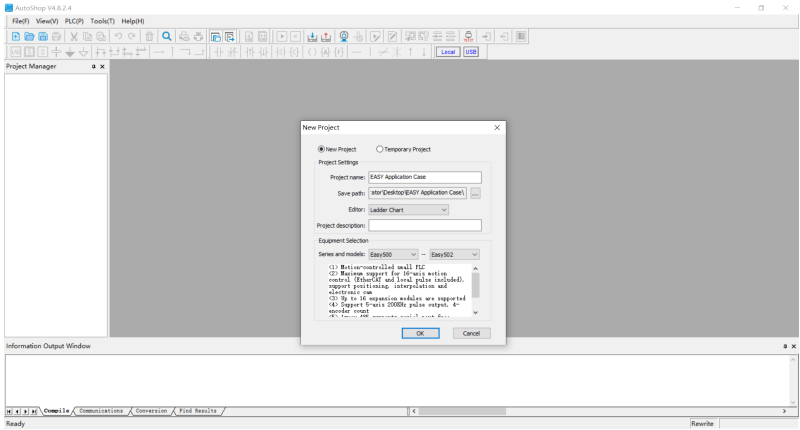 AutoShop V4.8.2.4
File(F) View(V) PLC(P) Tools(T) Help(H)
Local USB
Project Manager
New Project
New Project Temporary Project
Project Settings
Project name: EASY Application Case
Save path: ator\Desktop\EASY Application Case\ ...
Editor: Ladder Chart
Project description:
Equipment Selection
Series and models: Easy500 -- Easy502
(1) Motion-controlled small PLC
(2) Maximum support for 16-axis motion
control (EtherCAT and local pulse included),
support positioning, interpolation and
electronic cam
(3) Up to 16 expansion modules are supported
(4) Support 5-axis 200KHz pulse output, 4-
encoder count
OK Cancel
Information Output Window
Compile Communications Conversion Find Results
Ready Rewrite